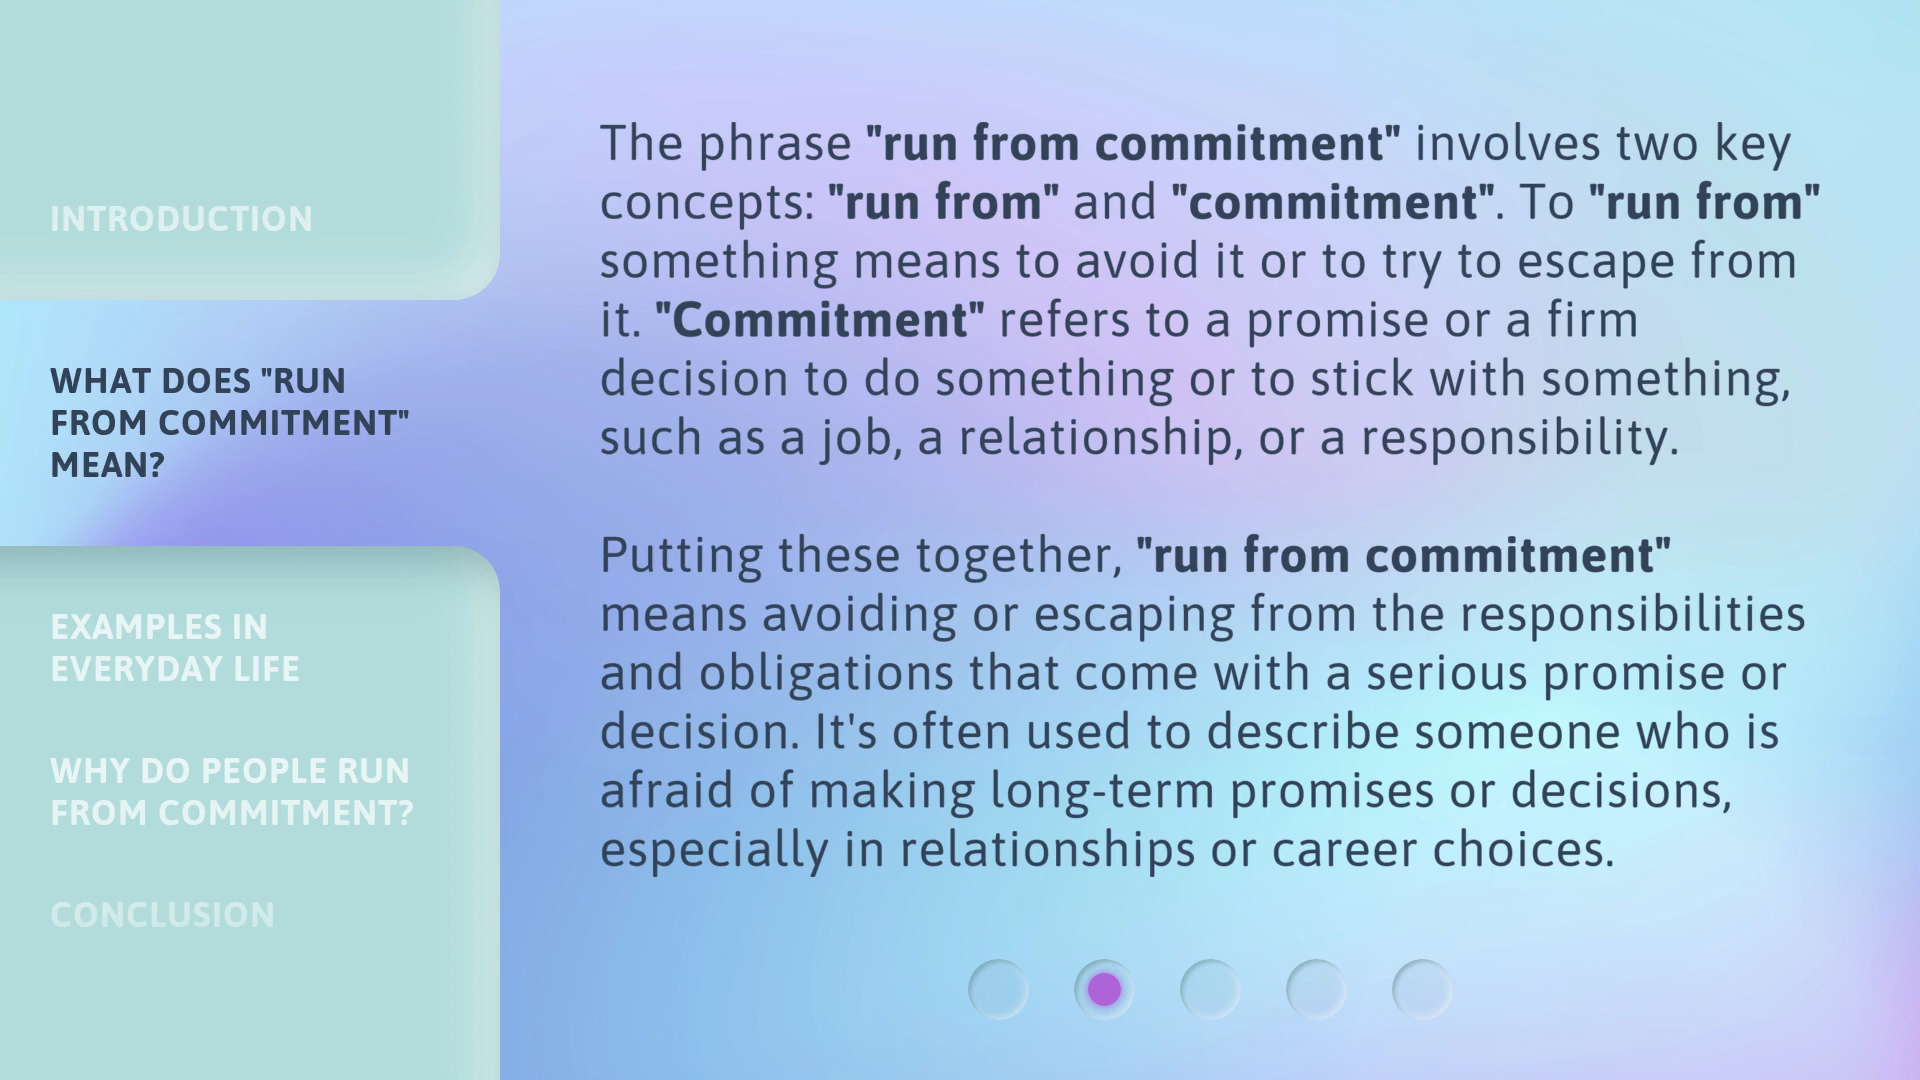 INTRODUCTION
WHAT DOES "RUN
FROM COMMITMENT"
MEAN?
EXAMPLES IN
EVERYDAY LIFE
WHY DO PEOPLE RUN
FROM COMMITMENT?
CONCLUSION
The phrase "run from commitment" involves two key
concepts: "run from" and "commitment". To "run from"
something means to avoid it or to try to escape from
it. "Commitment" refers to a promise or a firm
decision to do something or to stick with something,
such as a job, a relationship, or a responsibility.
Putting these together, "run from commitment"
means avoiding or escaping from the responsibilities
and obligations that come with a serious promise or
decision. It's often used to describe someone who is
afraid of making long-term promises or decisions,
especially in relationships or career choices.